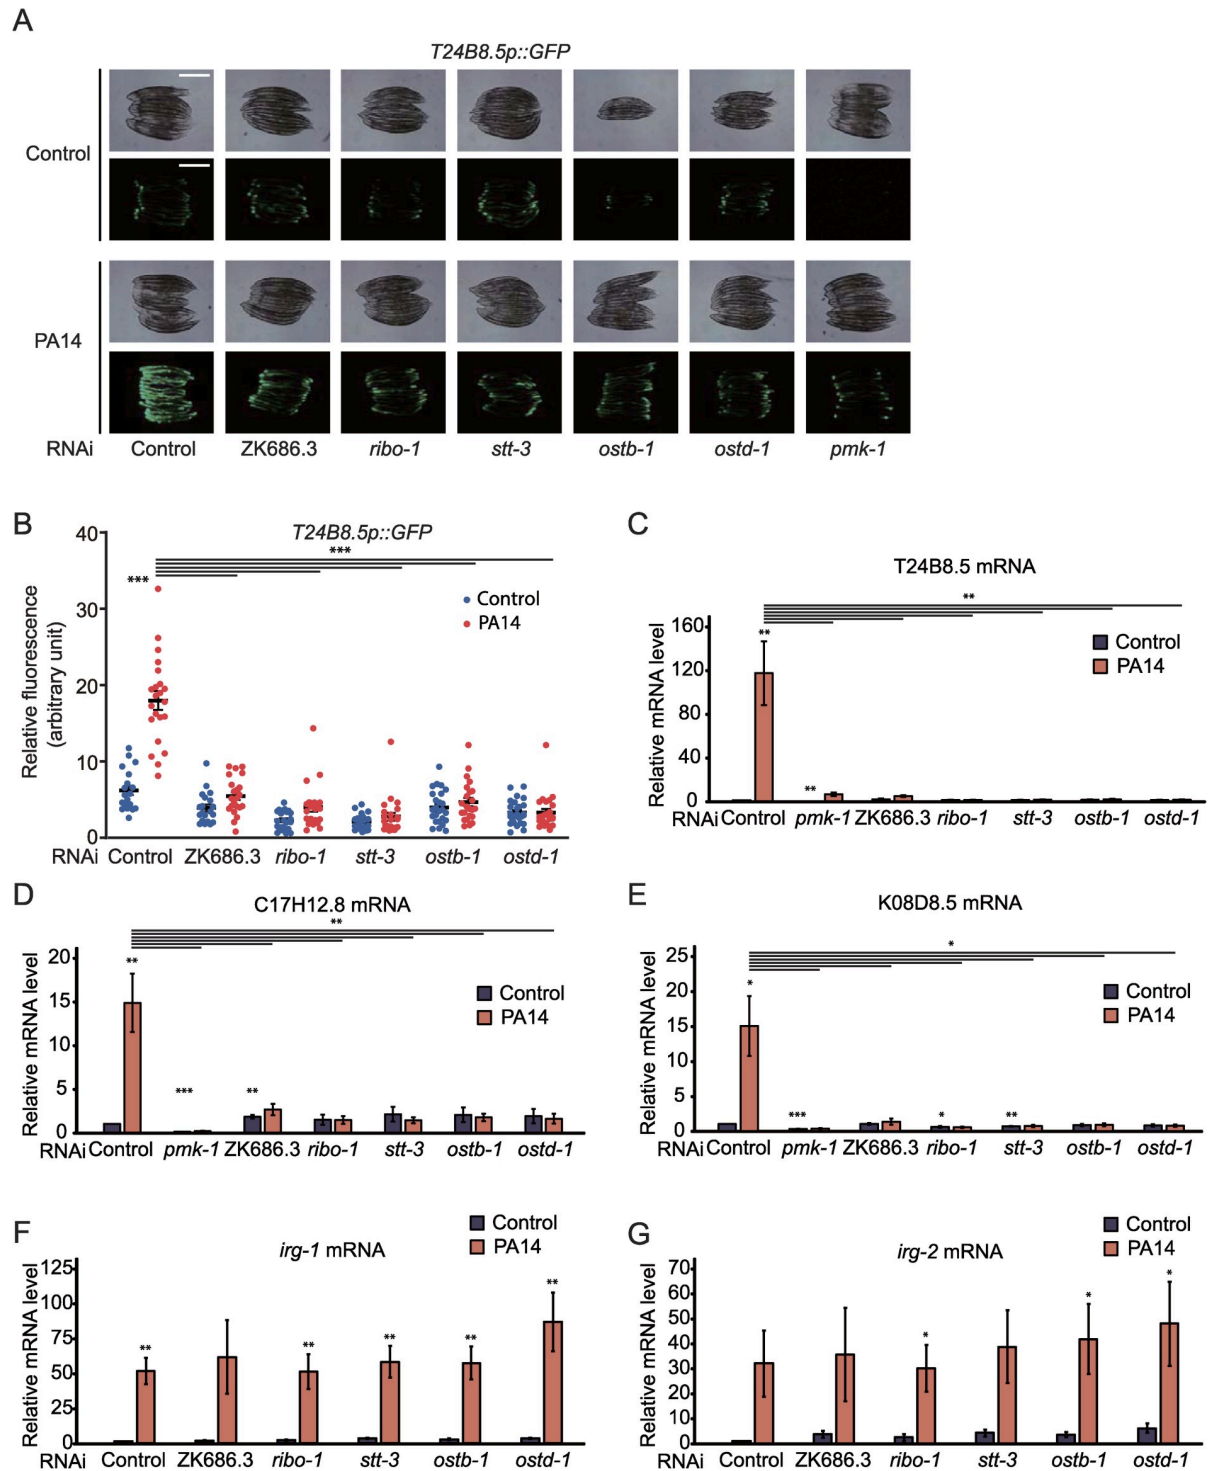 A
T24B8.5p::GFP
Control
PA14
RNAi Control ZK686.3 ribo-1 stt-3 ostb-1 ostd-1 pmk-1
B
T24B8.5p::GFP
***
***
Control
PA14
Relative fluorescence
(arbitrary unit)
40
30
20
10
0
RNAi Control ZK686.3 ribo-1 stt-3 ostb-1 ostd-1
C
T24B8.5 mRNA
**
**
**
Control
PA14
Relative mRNA level
160
120
80
40
0
RNAi Control pmk-1 ZK686.3 ribo-1 stt-3 ostb-1 ostd-1
D
C17H12.8 mRNA
**
**
*** **
Control
PA14
Relative mRNA level
20
15
10
5
0
RNAi Control pmk-1 ZK686.3 ribo-1 stt-3 ostb-1 ostd-1
E
K08D8.5 mRNA
*
*
*** * **
Control
PA14
Relative mRNA level
25
20
15
10
5
0
RNAi Control pmk-1 ZK686.3 ribo-1 stt-3 ostb-1 ostd-1
F
irg-1 mRNA
Control
PA14
** ** ** ** **
Relative mRNA level
125
100
75
50
25
0
RNAi Control ZK686.3 ribo-1 stt-3 ostb-1 ostd-1
G
irg-2 mRNA
Control
PA14
* * *
Relative mRNA level
70
60
50
40
30
20
10
0
RNAi Control ZK686.3 ribo-1 stt-3 ostb-1 ostd-1